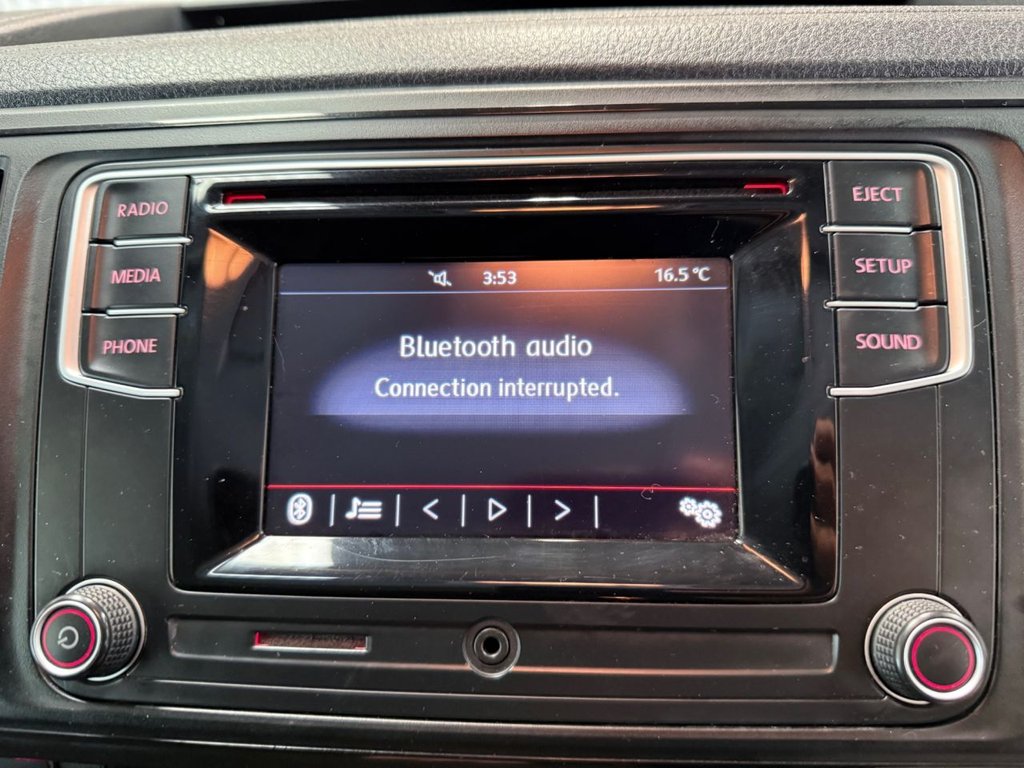 RADIO
MEDIA
PHONE
EJECT
SETUP
SOUND
3:53
16.5 °C
Bluetooth audio
Connection interrupted.